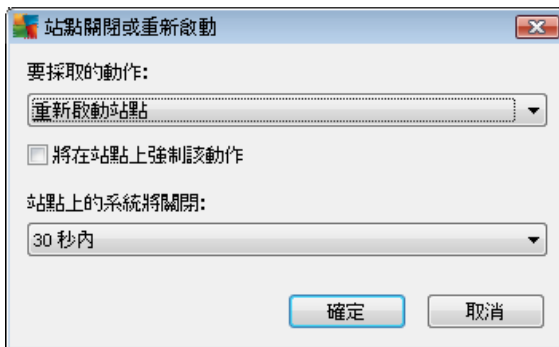 站點關閉或重新啟動
要採取的動作:
重新啟動站點
將在站點上強制該動作
站點上的系統將關閉:
30 秒內
確定
取消